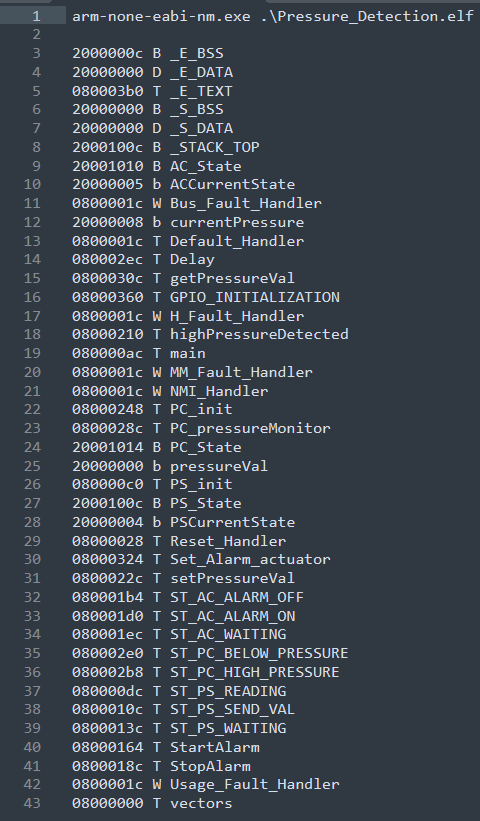 1 arm-none-eabi-nm.exe .\Pressure_Detection.elf
2
3 2000000c B _E_BSS
4 20000000 D _E_DATA
5 080003b0 T _E_TEXT
6 20000000 B _S_BSS
7 20000000 D _S_DATA
8 2000100c B _STACK_TOP
9 20001010 B AC_State
10 20000005 b ACCurrentState
11 0800001c W Bus_Fault_Handler
12 20000008 b currentPressure
13 0800001c T Default_Handler
14 080002ec T Delay
15 0800030c T getPressureVal
16 08000360 T GPIO_INITIALIZATION
17 0800001c W H_Fault_Handler
18 08000210 T highPressureDetected
19 080000ac T main
20 0800001c W MM_Fault_Handler
21 0800001c W NMI_Handler
22 08000248 T PC_init
23 0800028c T PC_pressureMonitor
24 20001014 B PC_State
25 20000000 b pressureVal
26 080000c0 T PS_init
27 2000100c B PS_State
28 20000004 b PSCurrentState
29 08000028 T Reset_Handler
30 08000324 T Set_Alarm_actuator
31 0800022c T setPressureVal
32 080001b4 T ST_AC_ALARM_OFF
33 080001d0 T ST_AC_ALARM_ON
34 080001ec T ST_AC_WAITING
35 080002e0 T ST_PC_BELOW_PRESSURE
36 080002b8 T ST_PC_HIGH_PRESSURE
37 080000dc T ST_PS_READING
38 0800010c T ST_PS_SEND_VAL
39 0800013c T ST_PS_WAITING
40 08000164 T StartAlarm
41 0800018c T StopAlarm
42 0800001c W Usage_Fault_Handler
43 08000000 T vectors